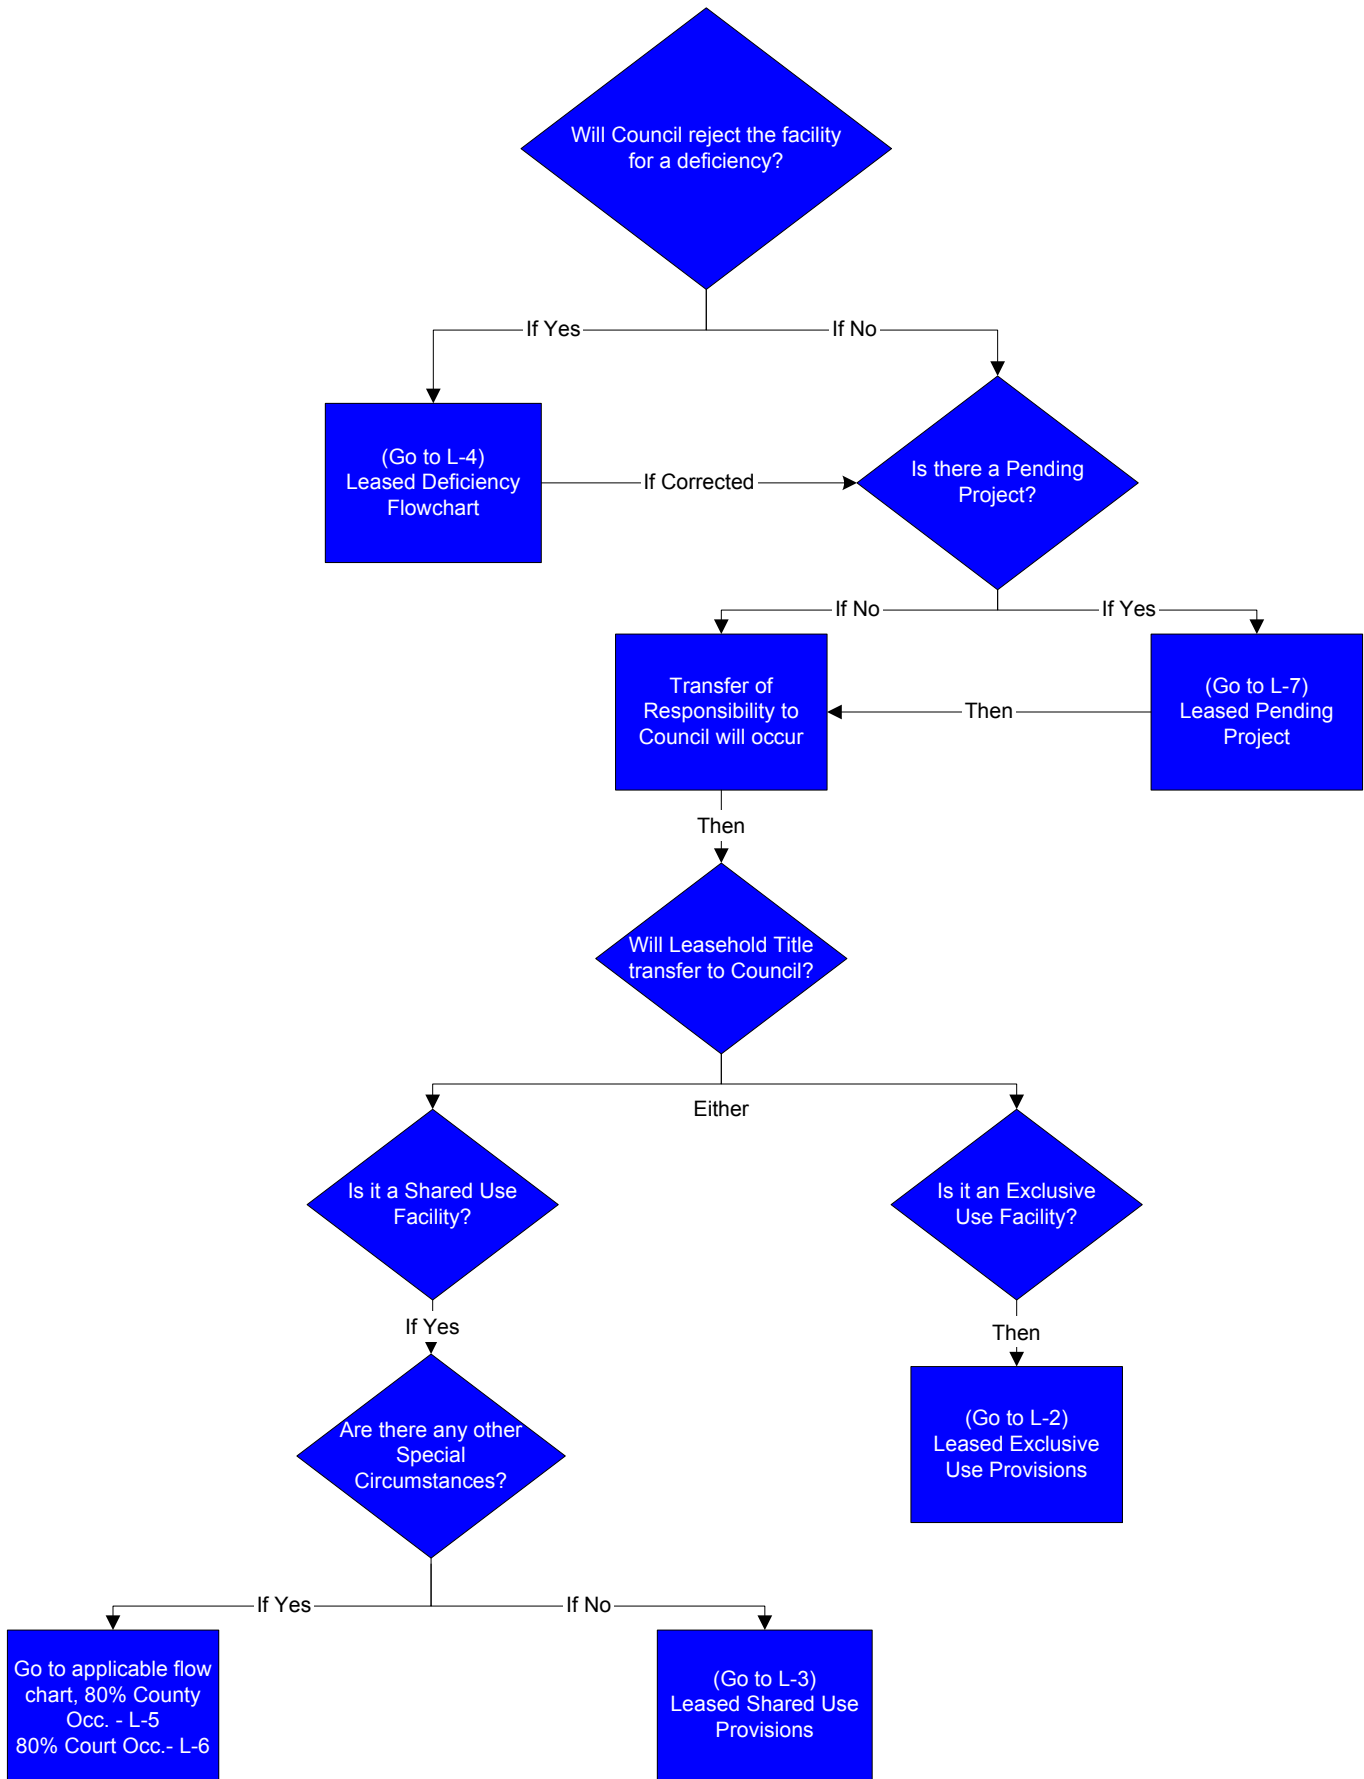 Will Council reject the facility
for a deficiency?
If Yes
If No
(Go to L-4)
Leased Deficiency
Flowchart
If Corrected
Is there a Pending
Project?
If No
If Yes
Transfer of
Responsibility to
Council will occur
Then
(Go to L-7)
Leased Pending
Project
Then
Will Leasehold Title
transfer to Council?
Either
Is it a Shared Use
Facility?
Is it an Exclusive
Use Facility?
If Yes
Then
Are there any other
Special
Circumstances?
(Go to L-2)
Leased Exclusive
Use Provisions
If Yes
If No
Go to applicable flow
chart, 80% County
Occ. - L-5
80% Court Occ.- L-6
(Go to L-3)
Leased Shared Use
Provisions